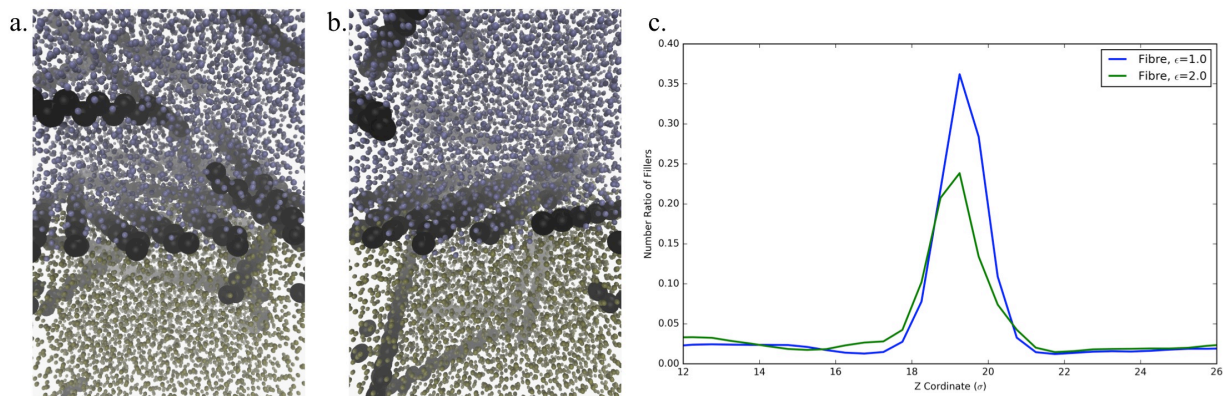 a.
b.
c.
0.40
0.35
0.30
0.25
0.20
0.15
0.10
0.05
0.00
Number Ratio of Fillers
Fibre, ϵ=1.0
Fibre, ϵ=2.0
12
14
16
18
20
22
24
26
Z Cordinate (σ)